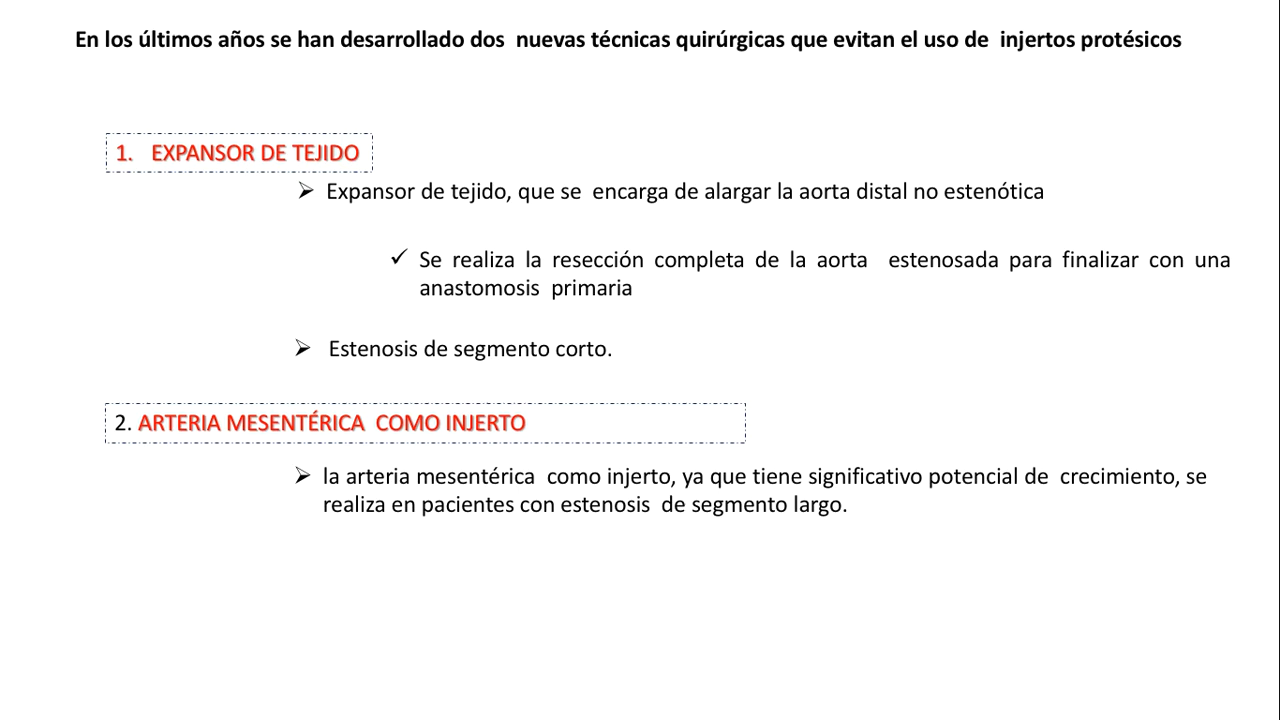 En los últimos años se han desarrollado dos nuevas técnicas quirúrgicas que evitan el uso de injertos protésicos
1. EXPANSOR DE TEJIDO
➢ Expansor de tejido, que se encarga de alargar la aorta distal no estenótica
✓ Se realiza la resección completa de la aorta estenosada para finalizar con una
anastomosis primaria
➢ Estenosis de segmento corto.
2. ARTERIA MESENTÉRICA COMO INJERTO
➢ la arteria mesentérica como injerto, ya que tiene significativo potencial de crecimiento, se
realiza en pacientes con estenosis de segmento largo.